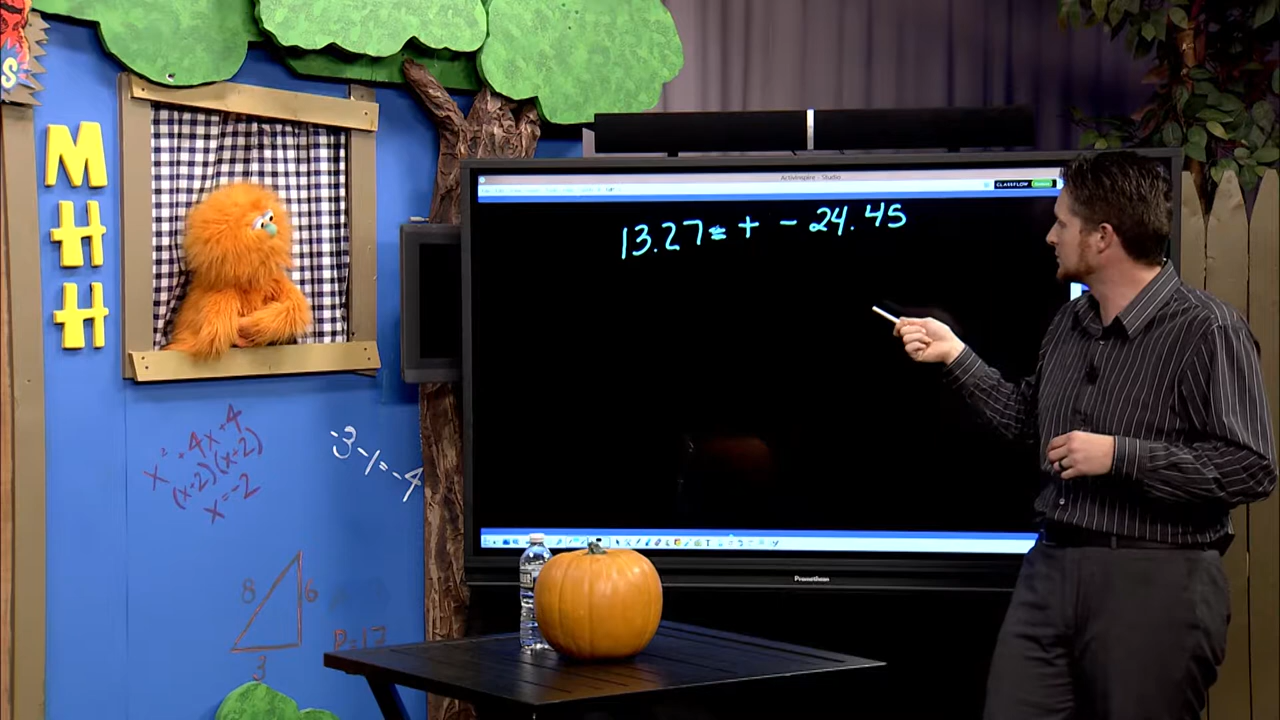 S
M
H
H
ActivInspire - Studio
CLASSFLOW
13.27= + - 24.45
x² + 4x + 4
(x+2)(x+2)
x = -2
-3-1=-4
8
6
3
P=17
Promethean